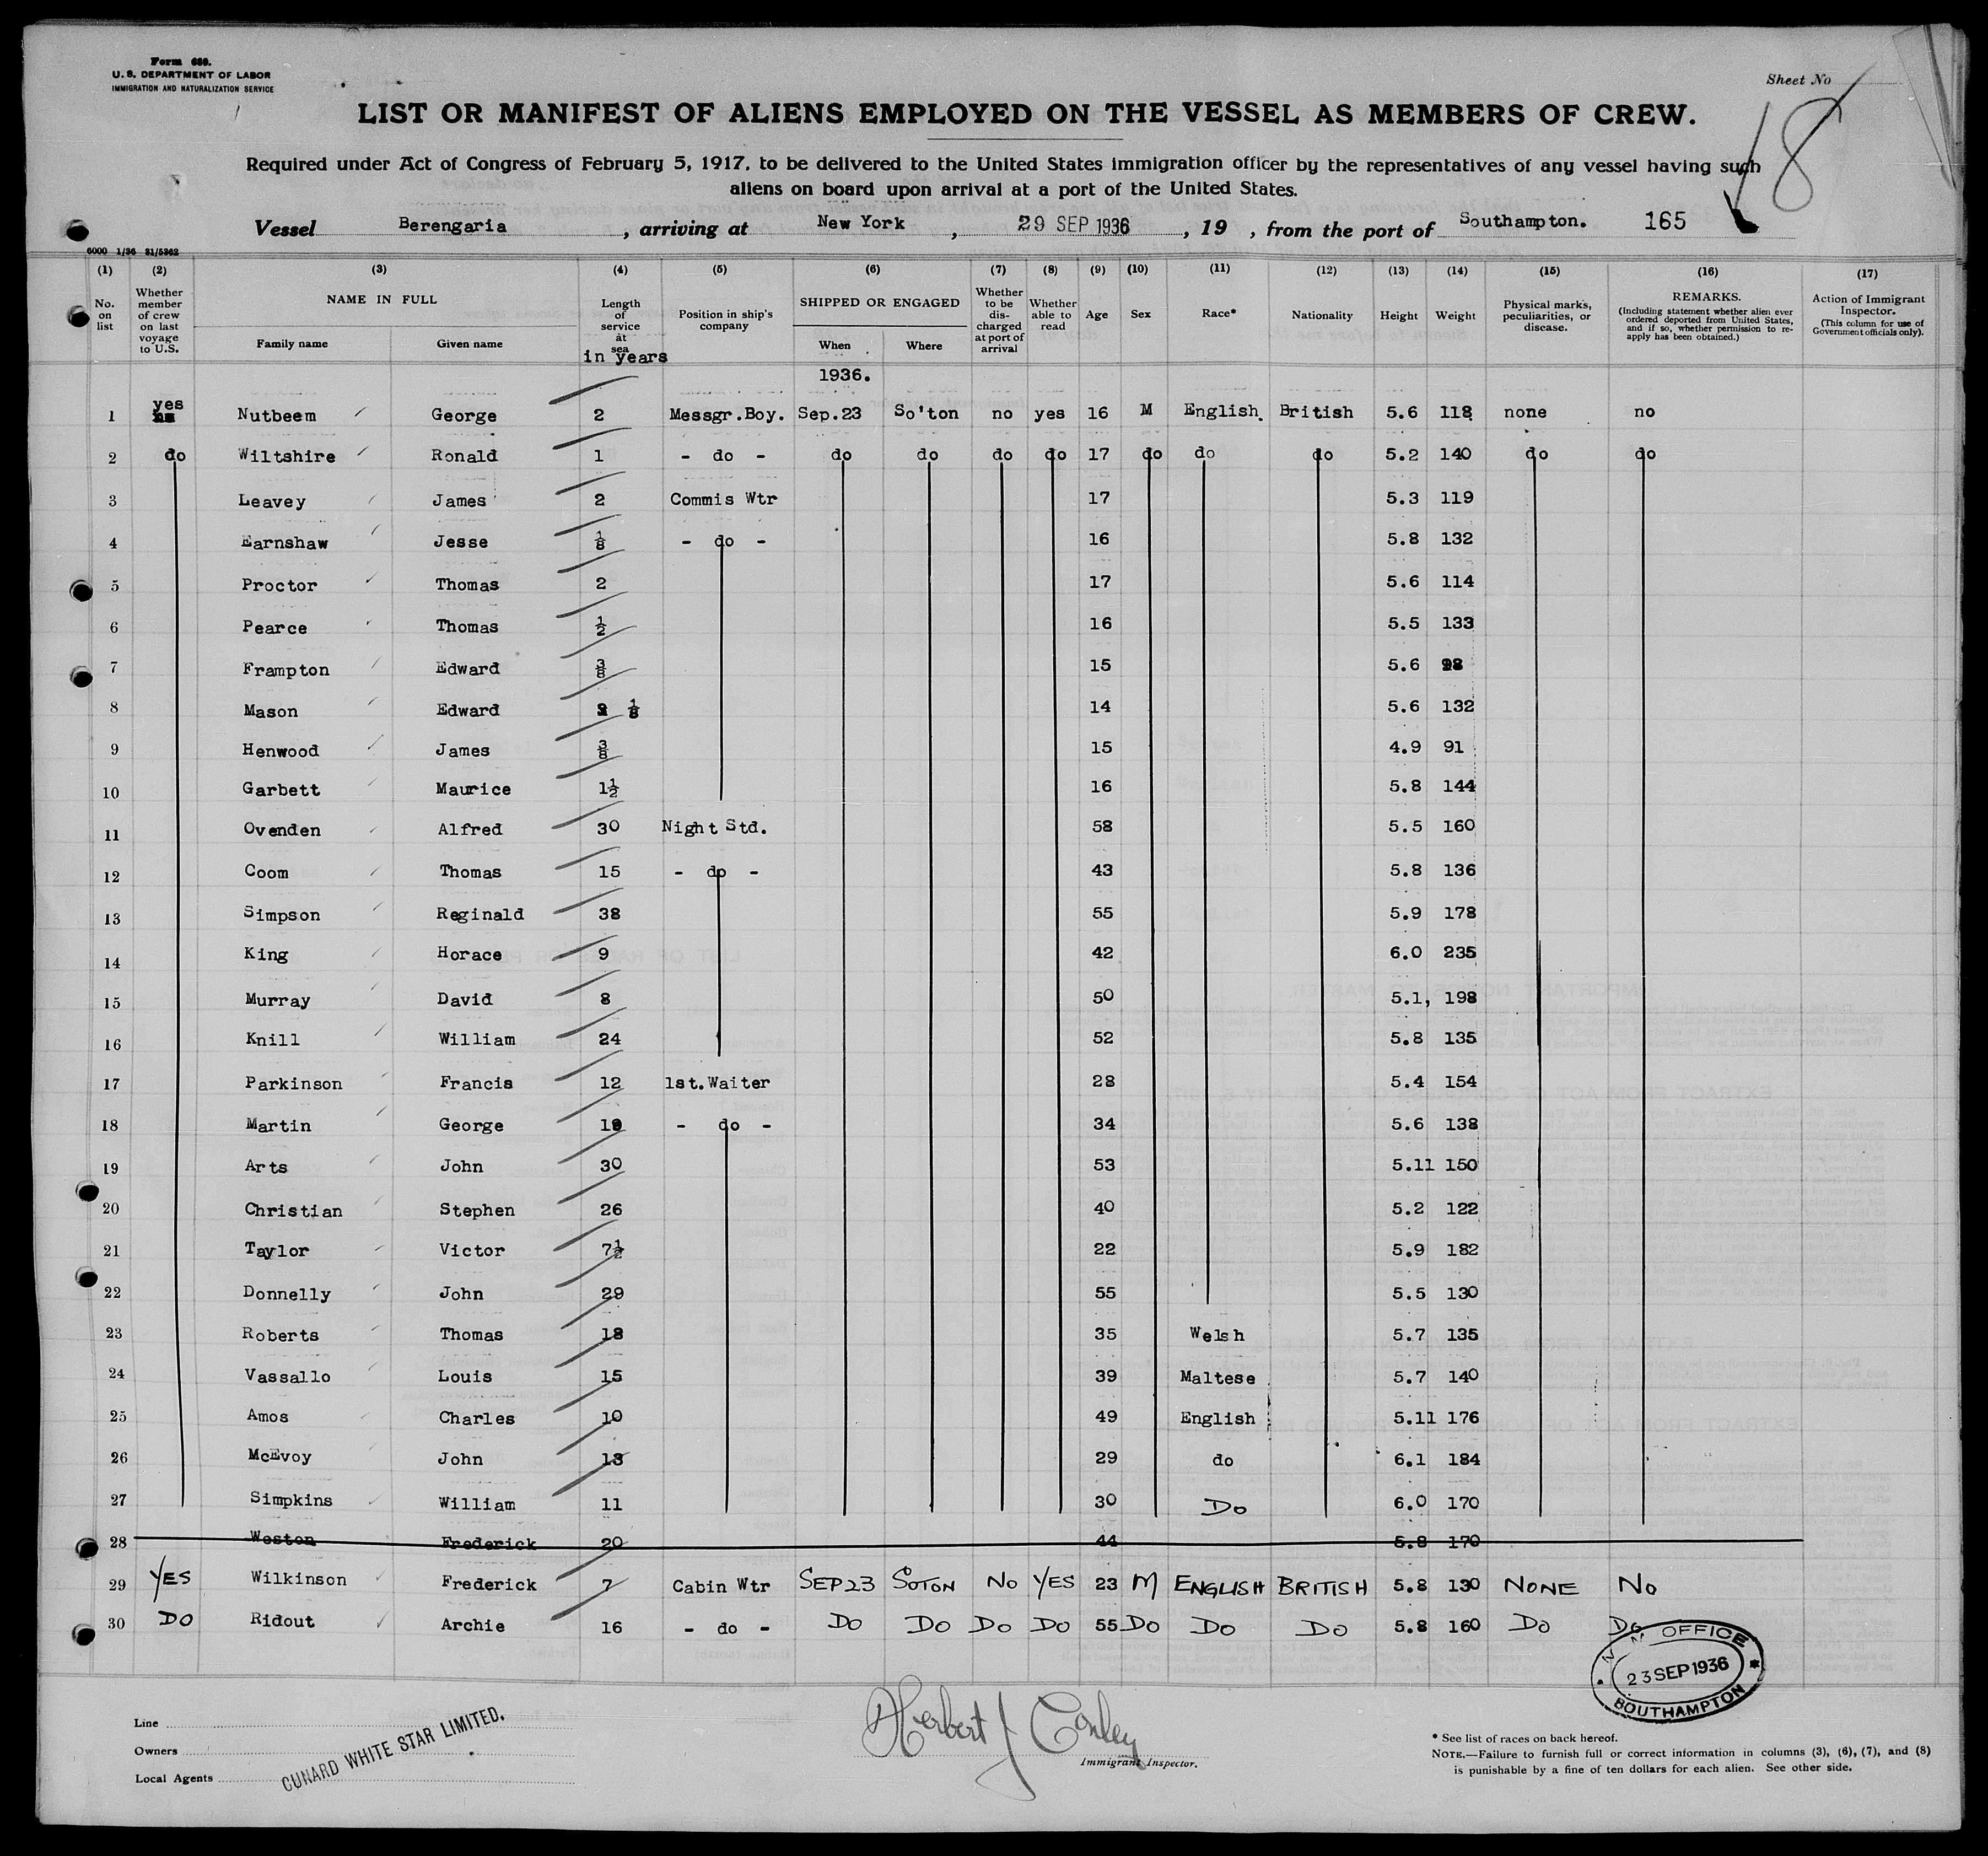 Form 689.
U. S. DEPARTMENT OF LABOR
IMMIGRATION AND NATURALIZATION SERVICE
Sheet No
18
LIST OR MANIFEST OF ALIENS EMPLOYED ON THE VESSEL AS MEMBERS OF CREW.
Required under Act of Congress of February 5, 1917, to be delivered to the United States immigration officer by the representatives of any vessel having such
aliens on board upon arrival at a port of the United States.
Vessel Berengaria , arriving at New York , 29 SEP 1936 , 19 , from the port of Southampton. 165
6000 1/36 81/5362
(1) (2) (3) (4) (5) (6) (7) (8) (9) (10) (11) (12) (13) (14) (15) (16) (17)
No. on list
Whether member of crew on last voyage to U.S.
NAME IN FULL
Family name Given name
Length of service at sea
in years
Position in ship's company
SHIPPED OR ENGAGED
When Where
Whether to be discharged at port of arrival
Whether able to read
Age
Sex
Race*
Nationality
Height
Weight
Physical marks, peculiarities, or disease.
REMARKS.
(Including statement whether alien ever ordered deported from United States, and if so, whether permission to re-apply has been obtained.)
Action of Immigrant Inspector.
(This column for use of Government officials only).
1936.
1 yes Nutbeem George 2 Messgr.Boy. Sep.23 So'ton no yes 16 M English. British 5.6 118 none no
2 do Wiltshire Ronald 1 - do - do do do do 17 do do do 5.2 140 do do
3 Leavey James 2 Commis Wtr 17 5.3 119
4 Earnshaw Jesse 1/8 - do - 16 5.8 132
5 Proctor Thomas 2 17 5.6 114
6 Pearce Thomas 1/2 16 5.5 133
7 Frampton Edward 3/8 15 5.6 98
8 Mason Edward 1/8 14 5.6 132
9 Henwood James 3/8 15 4.9 91
10 Garbett Maurice 1 1/2 16 5.8 144
11 Ovenden Alfred 30 Night Std. 58 5.5 160
12 Coom Thomas 15 - do - 43 5.8 136
13 Simpson Reginald 38 55 5.9 178
14 King Horace 9 42 6.0 235
15 Murray David 8 50 5.1, 198
16 Knill William 24 52 5.8 135
17 Parkinson Francis 12 1st.Waiter 28 5.4 154
18 Martin George - do - 34 5.6 138
19 Arts John 30 53 5.11 150
20 Christian Stephen 26 40 5.2 122
21 Taylor Victor 7 1/2 22 5.9 182
22 Donnelly John 29 55 5.5 130
23 Roberts Thomas 18 35 Welsh 5.7 135
24 Vassallo Louis 15 39 Maltese 5.7 140
25 Amos Charles 10 49 English 5.11 176
26 McEvoy John 13 29 do 6.1 184
27 Simpkins William 11 30 Do 6.0 170
28 Weston Frederick 20 44 5.8 170
29 YES Wilkinson Frederick 7 Cabin Wtr SEP 23 SOTON No YES 23 M ENGLISH BRITISH 5.8 130 NONE No
30 DO Ridout Archie 16 - do - DO DO DO DO 55 DO DO DO 5.8 160 DO DO
OFFICE
23 SEP 1936
SOUTHAMPTON
Line
Owners
Local Agents
CUNARD WHITE STAR LIMITED.
Herbert J Conley
Immigrant Inspector.
* See list of races on back hereof.
NOTE.—Failure to furnish full or correct information in columns (3), (6), (7), and (8)
is punishable by a fine of ten dollars for each alien. See other side.